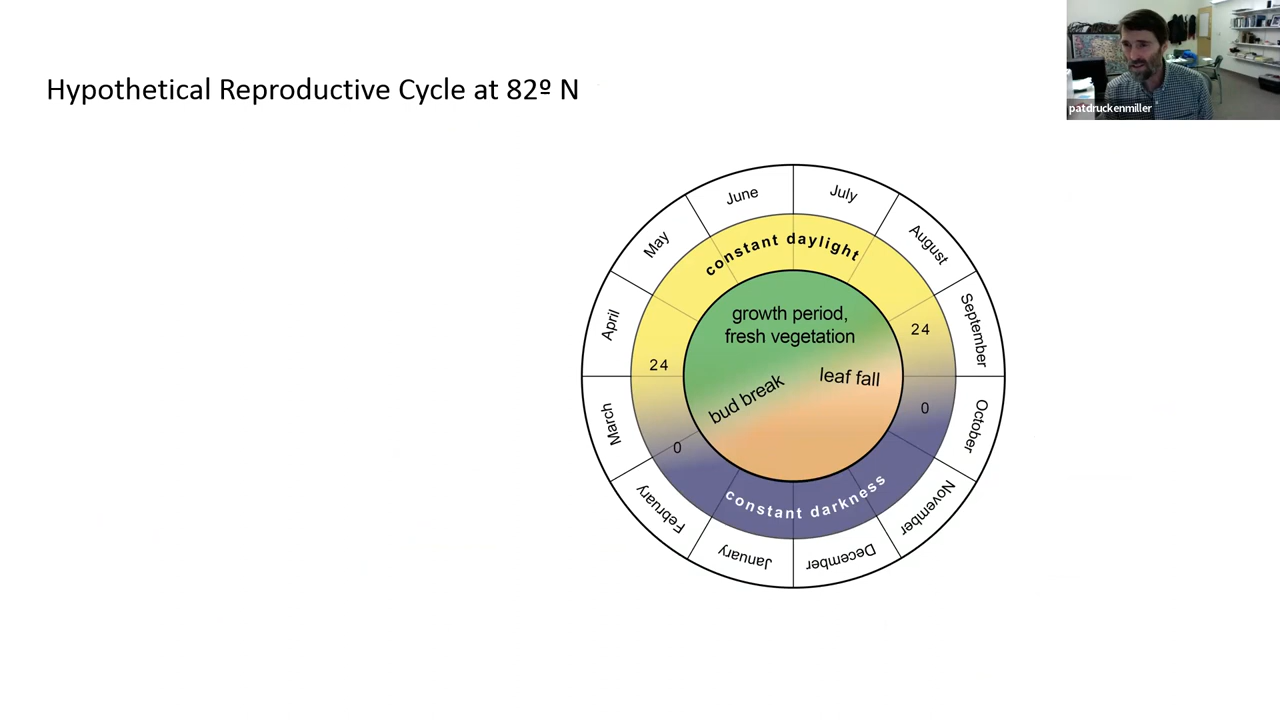 Hypothetical Reproductive Cycle at 82º N
patdruckenmiller
June
July
May
August
constant daylight
April
September
growth period,
fresh vegetation
24
24
bud break
leaf fall
March
0
0
October
constant darkness
February
November
January
December